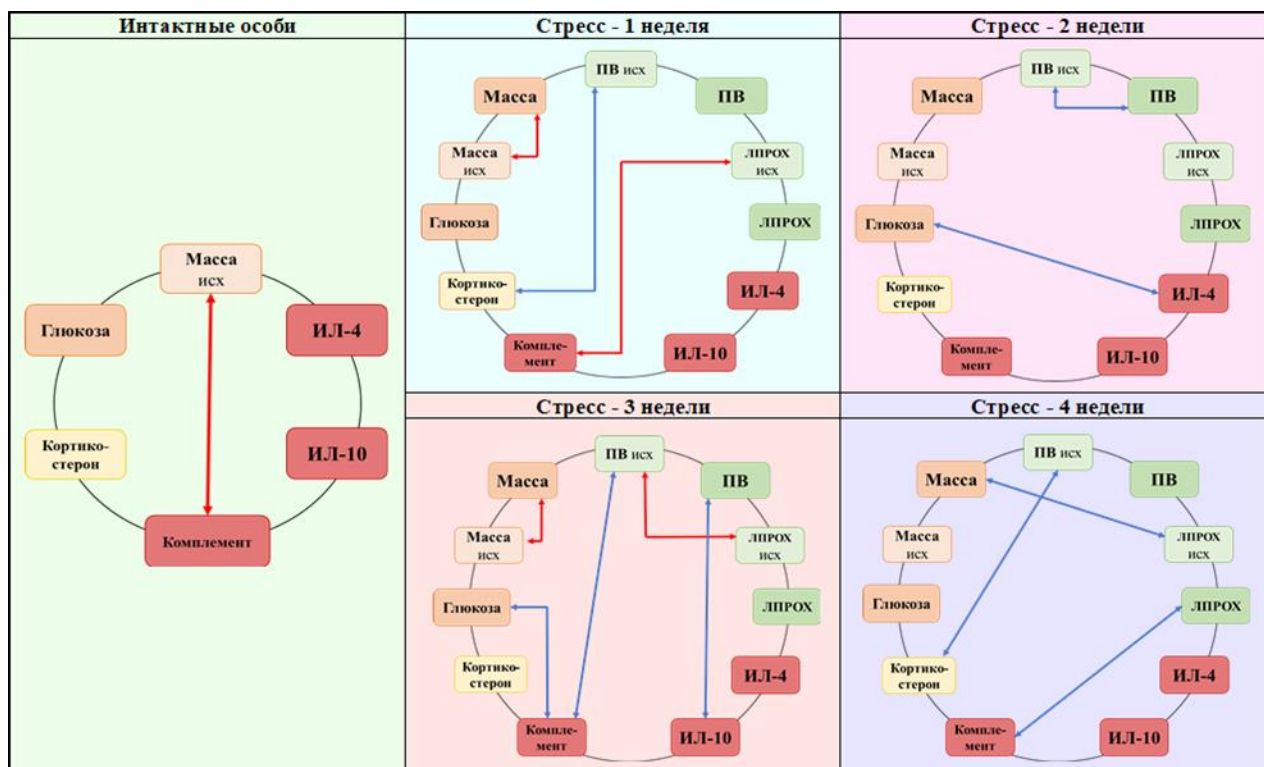 Интактные особи
Масса
исх
Глюкоза
ИЛ-4
Кортико-
стерон
ИЛ-10
Комплемент
Стресс - 1 неделя
ПВ исх
Масса
ПВ
Масса
исх
ЛПРОХ
исх
Глюкоза
ЛПРОХ
Кортико-
стерон
ИЛ-4
Компле-
мент
ИЛ-10
Стресс - 2 недели
ПВ исх
Масса
ПВ
Масса
исх
ЛПРОХ
исх
Глюкоза
ЛПРОХ
Кортико-
стерон
ИЛ-4
Компле-
мент
ИЛ-10
Стресс - 3 недели
ПВ исх
Масса
ПВ
Масса
исх
ЛПРОХ
исх
Глюкоза
ЛПРОХ
Кортико-
стерон
ИЛ-4
Компле-
мент
ИЛ-10
Стресс - 4 недели
ПВ исх
Масса
ПВ
Масса
исх
ЛПРОХ
исх
Глюкоза
ЛПРОХ
Кортико-
стерон
ИЛ-4
Компле-
мент
ИЛ-10